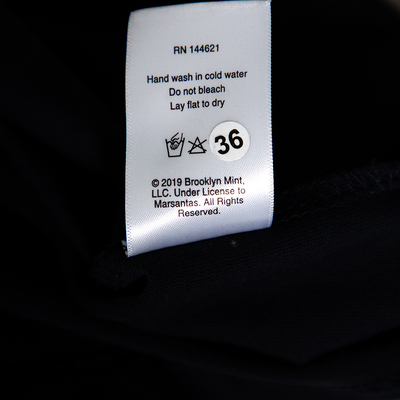 RN 144621
Hand wash in cold water
Do not bleach
Lay flat to dry
36
© 2019 Brooklyn Mint,
LLC. Under License to
Marsantas. All Rights
Reserved.